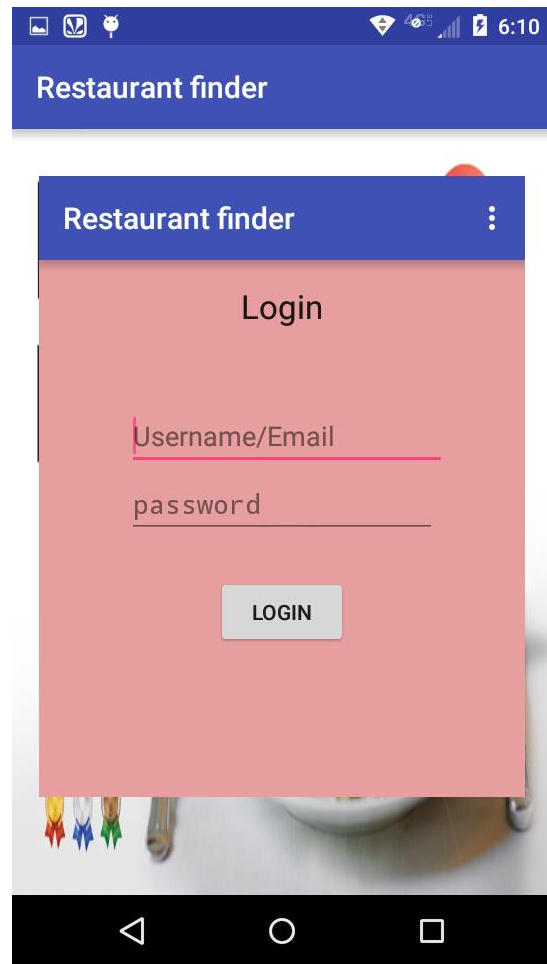 6:10
Restaurant finder
Restaurant finder
Login
Username/Email
password
LOGIN